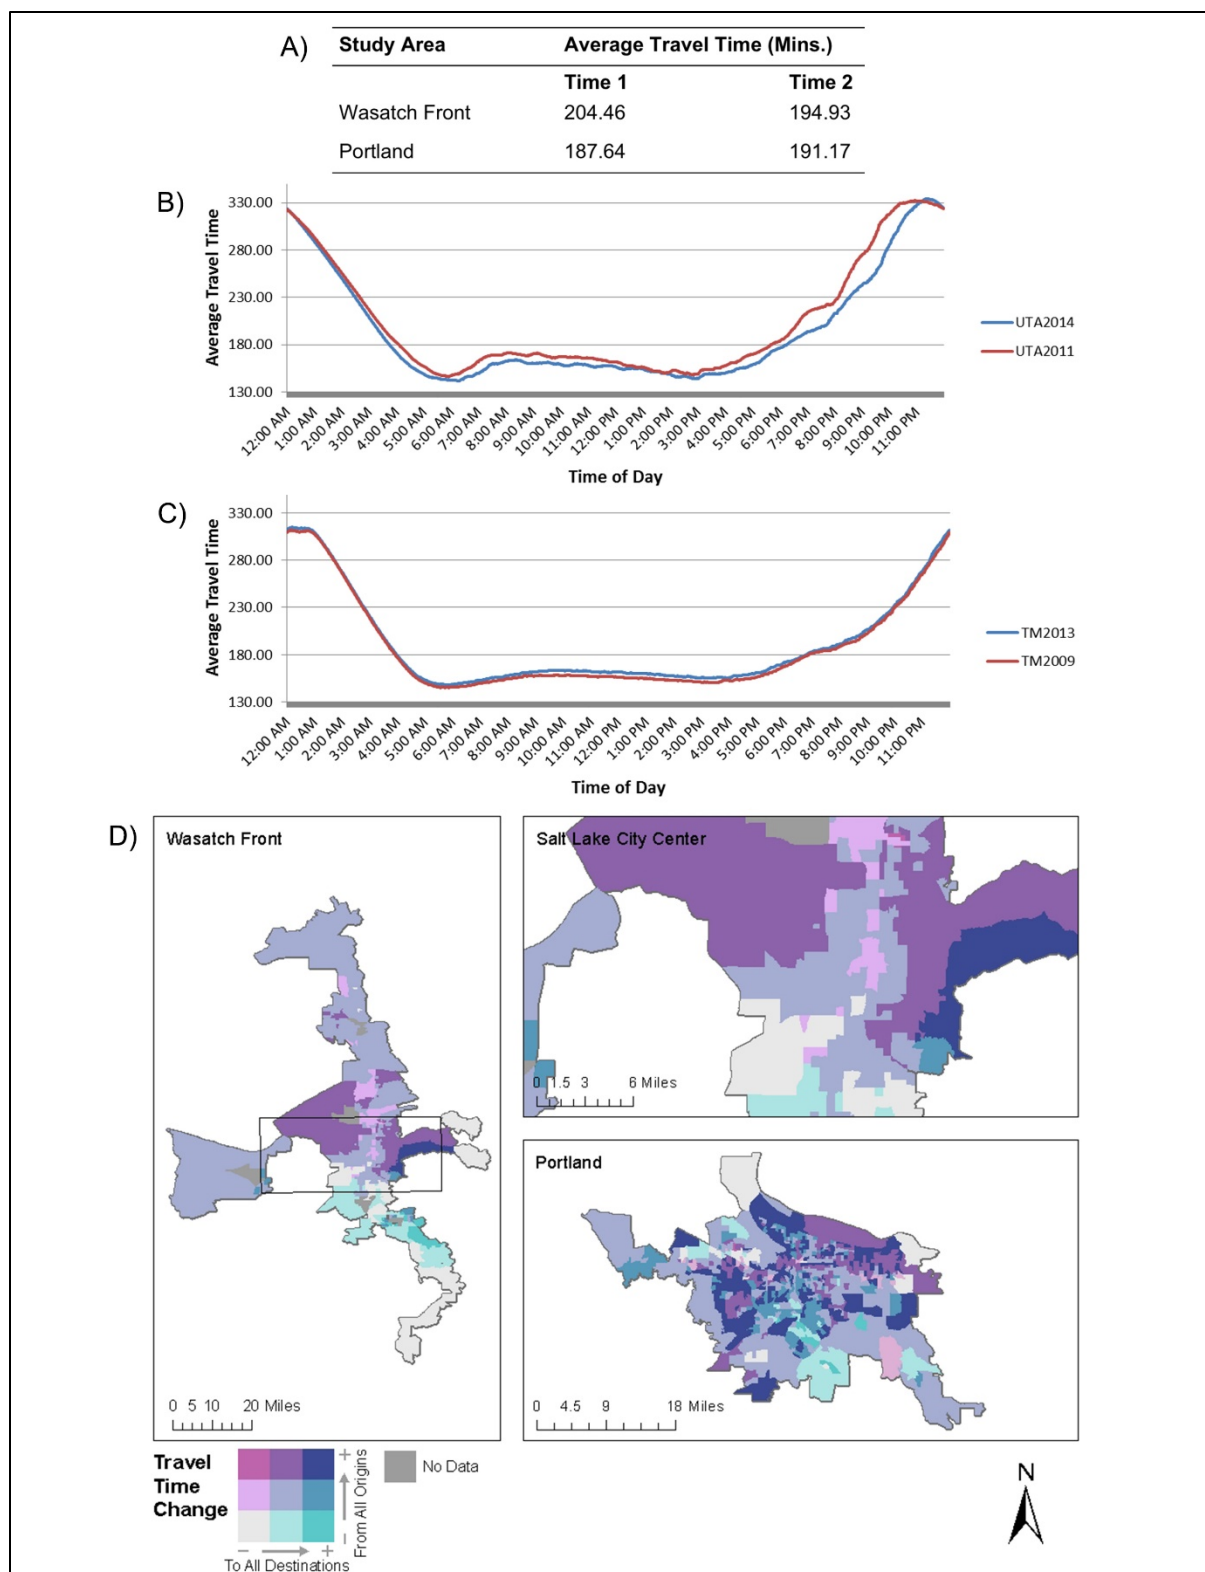 A)
Study Area Average Travel Time (Mins.)
Time 1 Time 2
Wasatch Front 204.46 194.93
Portland 187.64 191.17
B)
Average Travel Time
330.00
280.00
230.00
180.00
130.00
12:00 AM 1:00 AM 2:00 AM 3:00 AM 4:00 AM 5:00 AM 6:00 AM 7:00 AM 8:00 AM 9:00 AM 10:00 AM 11:00 AM 12:00 PM 1:00 PM 2:00 PM 3:00 PM 4:00 PM 5:00 PM 6:00 PM 7:00 PM 8:00 PM 9:00 PM 10:00 PM 11:00 PM
Time of Day
UTA2014
UTA2011
C)
Average Travel Time
330.00
280.00
230.00
180.00
130.00
12:00 AM 1:00 AM 2:00 AM 3:00 AM 4:00 AM 5:00 AM 6:00 AM 7:00 AM 8:00 AM 9:00 AM 10:00 AM 11:00 AM 12:00 PM 1:00 PM 2:00 PM 3:00 PM 4:00 PM 5:00 PM 6:00 PM 7:00 PM 8:00 PM 9:00 PM 10:00 PM 11:00 PM
Time of Day
TM2013
TM2009
D)
Wasatch Front
0 5 10 20 Miles
Salt Lake City Center
0 1.5 3 6 Miles
Portland
0 4.5 9 18 Miles
Travel
Time
Change
+
From All Origins
-
- +
To All Destinations
No Data
N